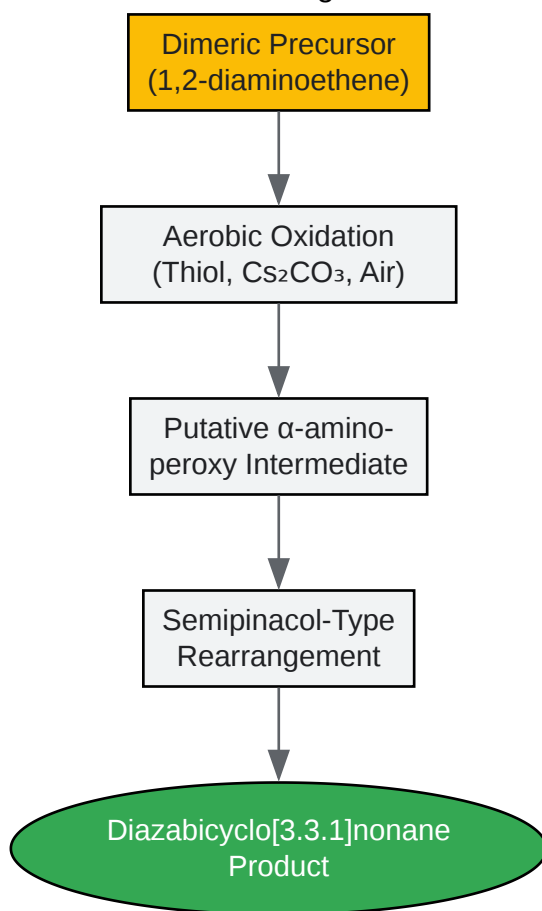 Dimeric Precursor
(1,2-diaminoethene)
Aerobic Oxidation
(Thiol, Cs₂CO₃, Air)
Putative α-amino-
peroxy Intermediate
Semipinacol-Type
Rearrangement
Diazabicyclo[3.3.1]nonane
Product